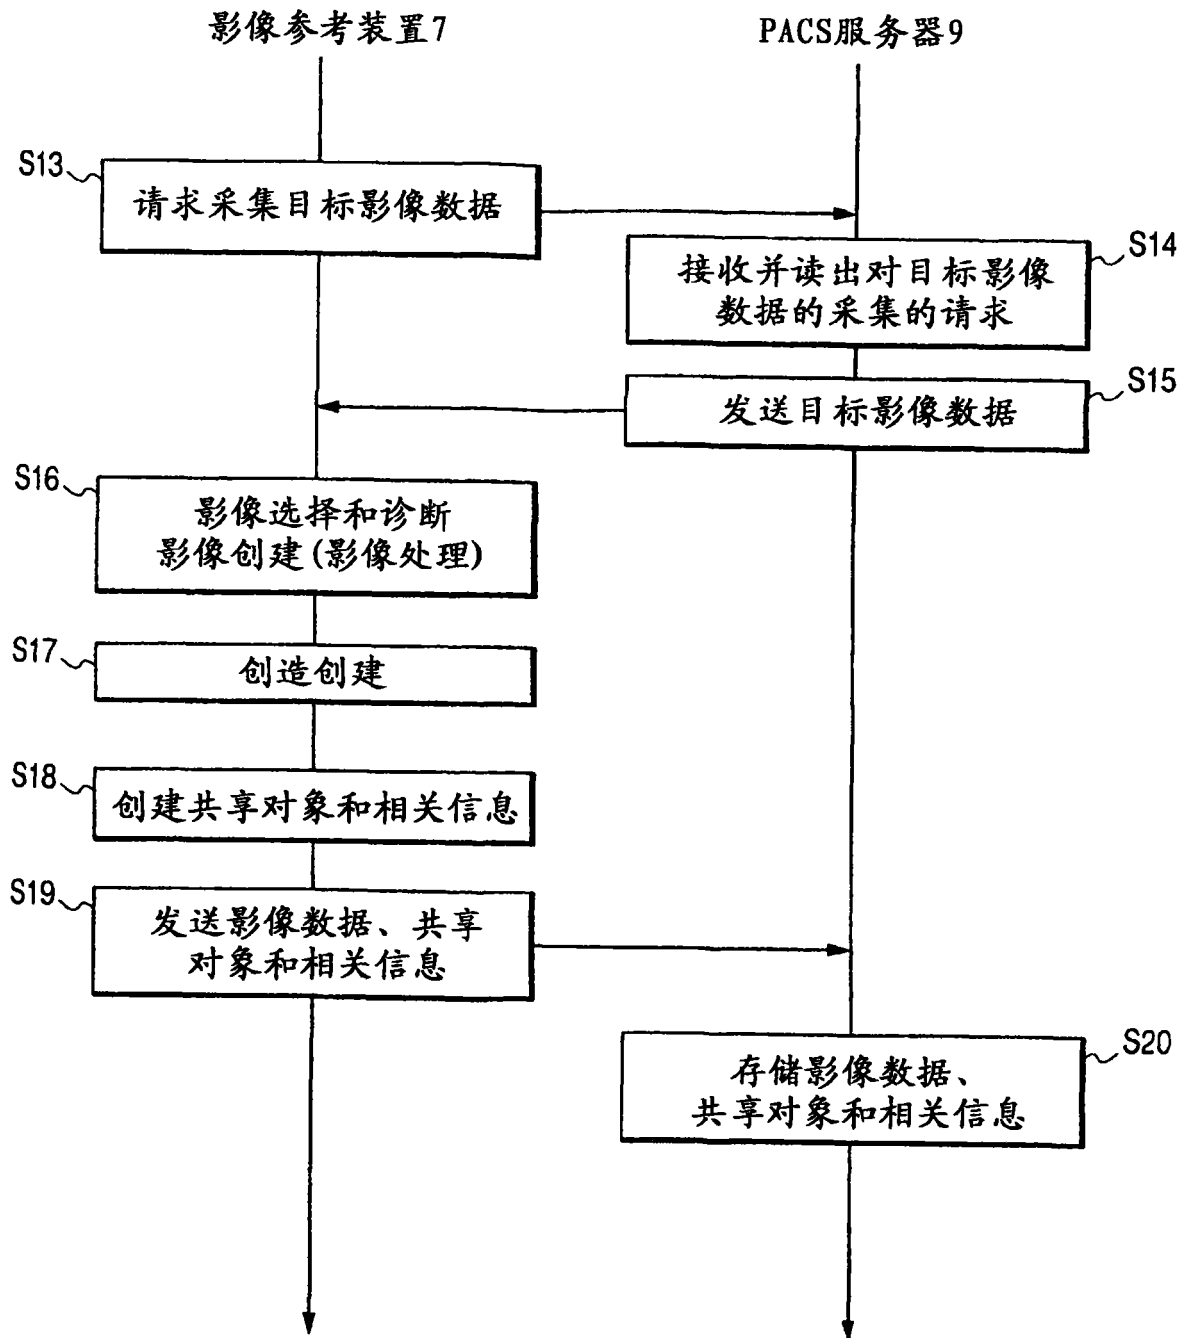 影像参考装置7
PACS服务器9
S13
请求采集目标影像数据
S14
接收并读出对目标影像
数据的采集的请求
S15
发送目标影像数据
S16
影像选择和诊断
影像创建(影像处理)
S17
创造创建
S18
创建共享对象和相关信息
S19
发送影像数据、共享
对象和相关信息
S20
存储影像数据、
共享对象和相关信息